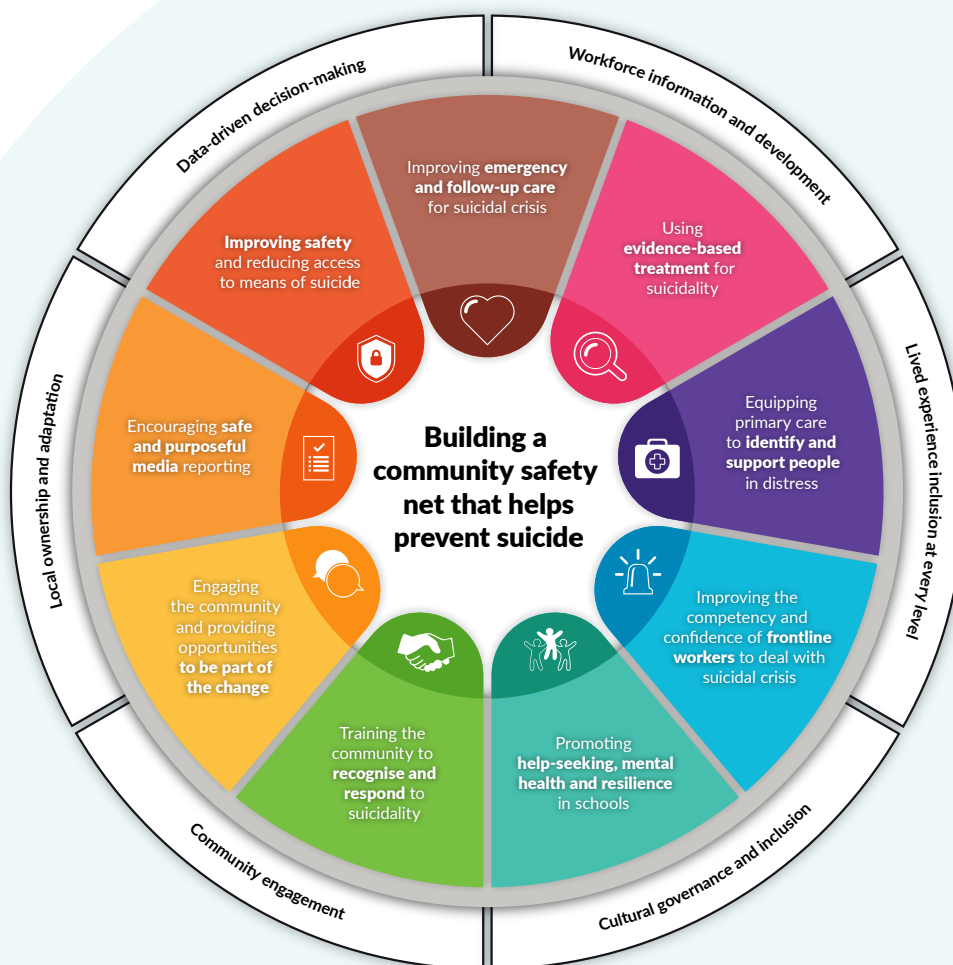 Data-driven decision-making
Workforce information and development
Lived experience inclusion at every level
Cultural governance and inclusion
Community engagement
Local ownership and adaptation
Improving emergency
and follow-up care
for suicidal crisis
Using
evidence-based
treatment for
suicidality
Equipping
primary care
to identify and
support people
in distress
Improving the
competency and
confidence of frontline
workers to deal with
suicidal crisis
Promoting
help-seeking, mental
health and resilience
in schools
Training the
community to
recognise and
respond to
suicidality
Engaging
the community
and providing
opportunities
to be part of
the change
Encouraging safe
and purposeful
media reporting
Improving safety
and reducing access
to means of suicide
Building a
community safety
net that helps
prevent suicide